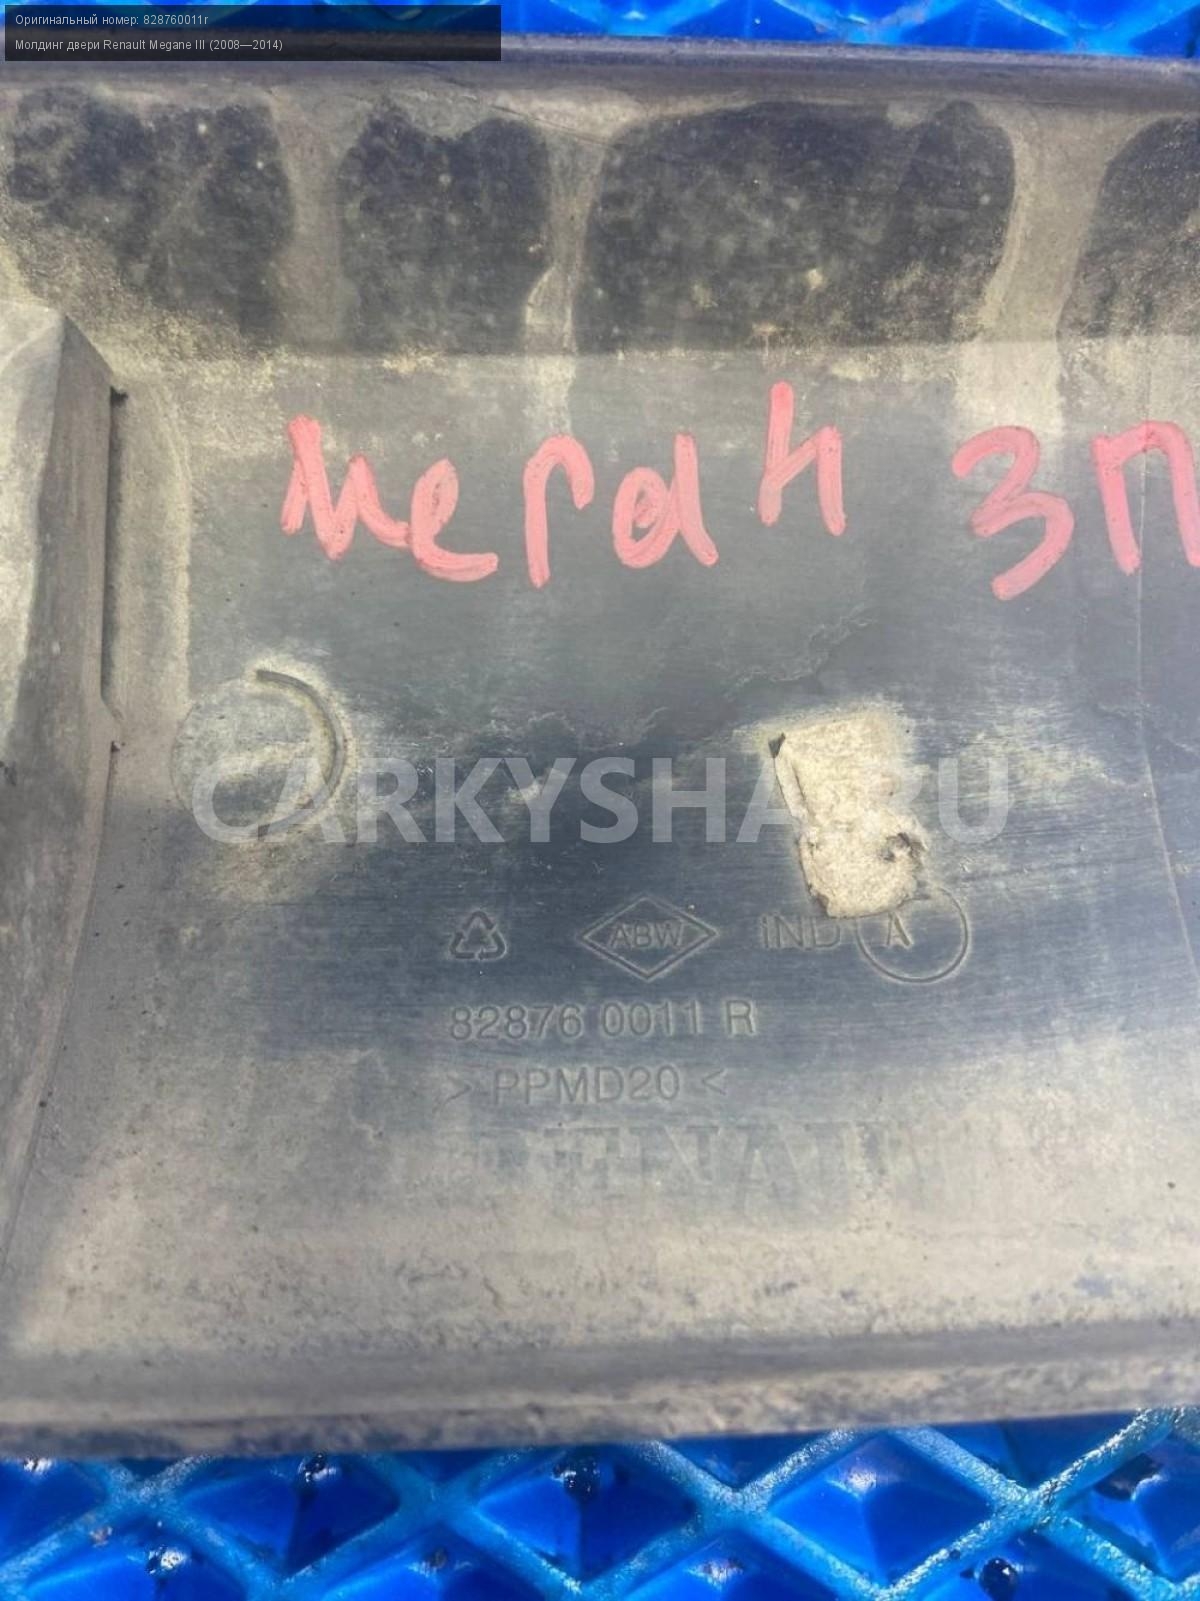 Оригинальный номер: 828760011r
Молдинг двери Renault Megane III (2008—2014)
меган 3П
CARKYSHA.RU
ABW IND A
82876 0011 R
> PPMD20 <
RENAULT